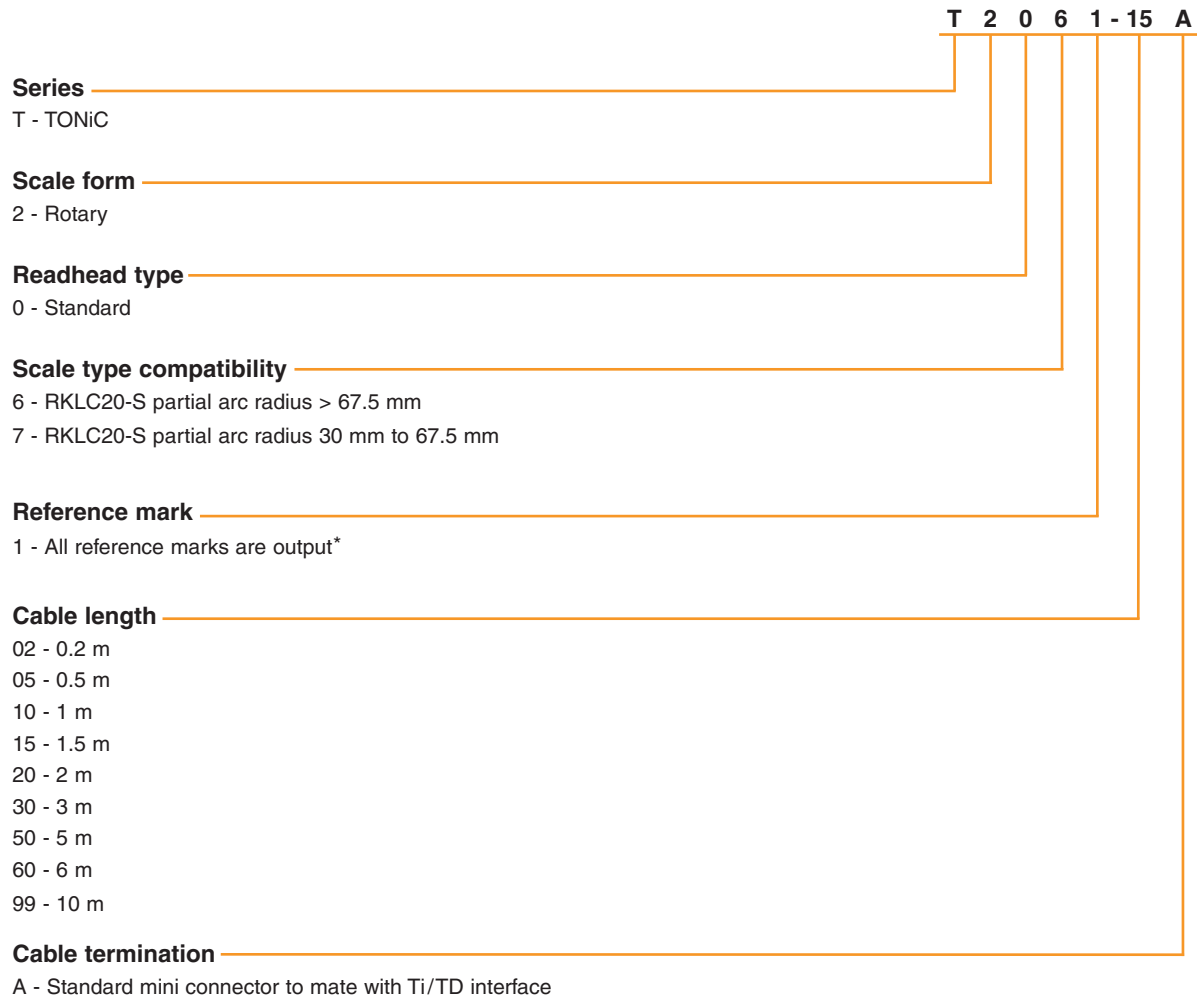 T 2 0 6 1 - 15 A
Series
T - TONiC
Scale form
2 - Rotary
Readhead type
0 - Standard
Scale type compatibility
6 - RKLC20-S partial arc radius > 67.5 mm
7 - RKLC20-S partial arc radius 30 mm to 67.5 mm
Reference mark
1 - All reference marks are output*
Cable length
02 - 0.2 m
05 - 0.5 m
10 - 1 m
15 - 1.5 m
20 - 2 m
30 - 3 m
50 - 5 m
60 - 6 m
99 - 10 m
Cable termination
A - Standard mini connector to mate with Ti/TD interface